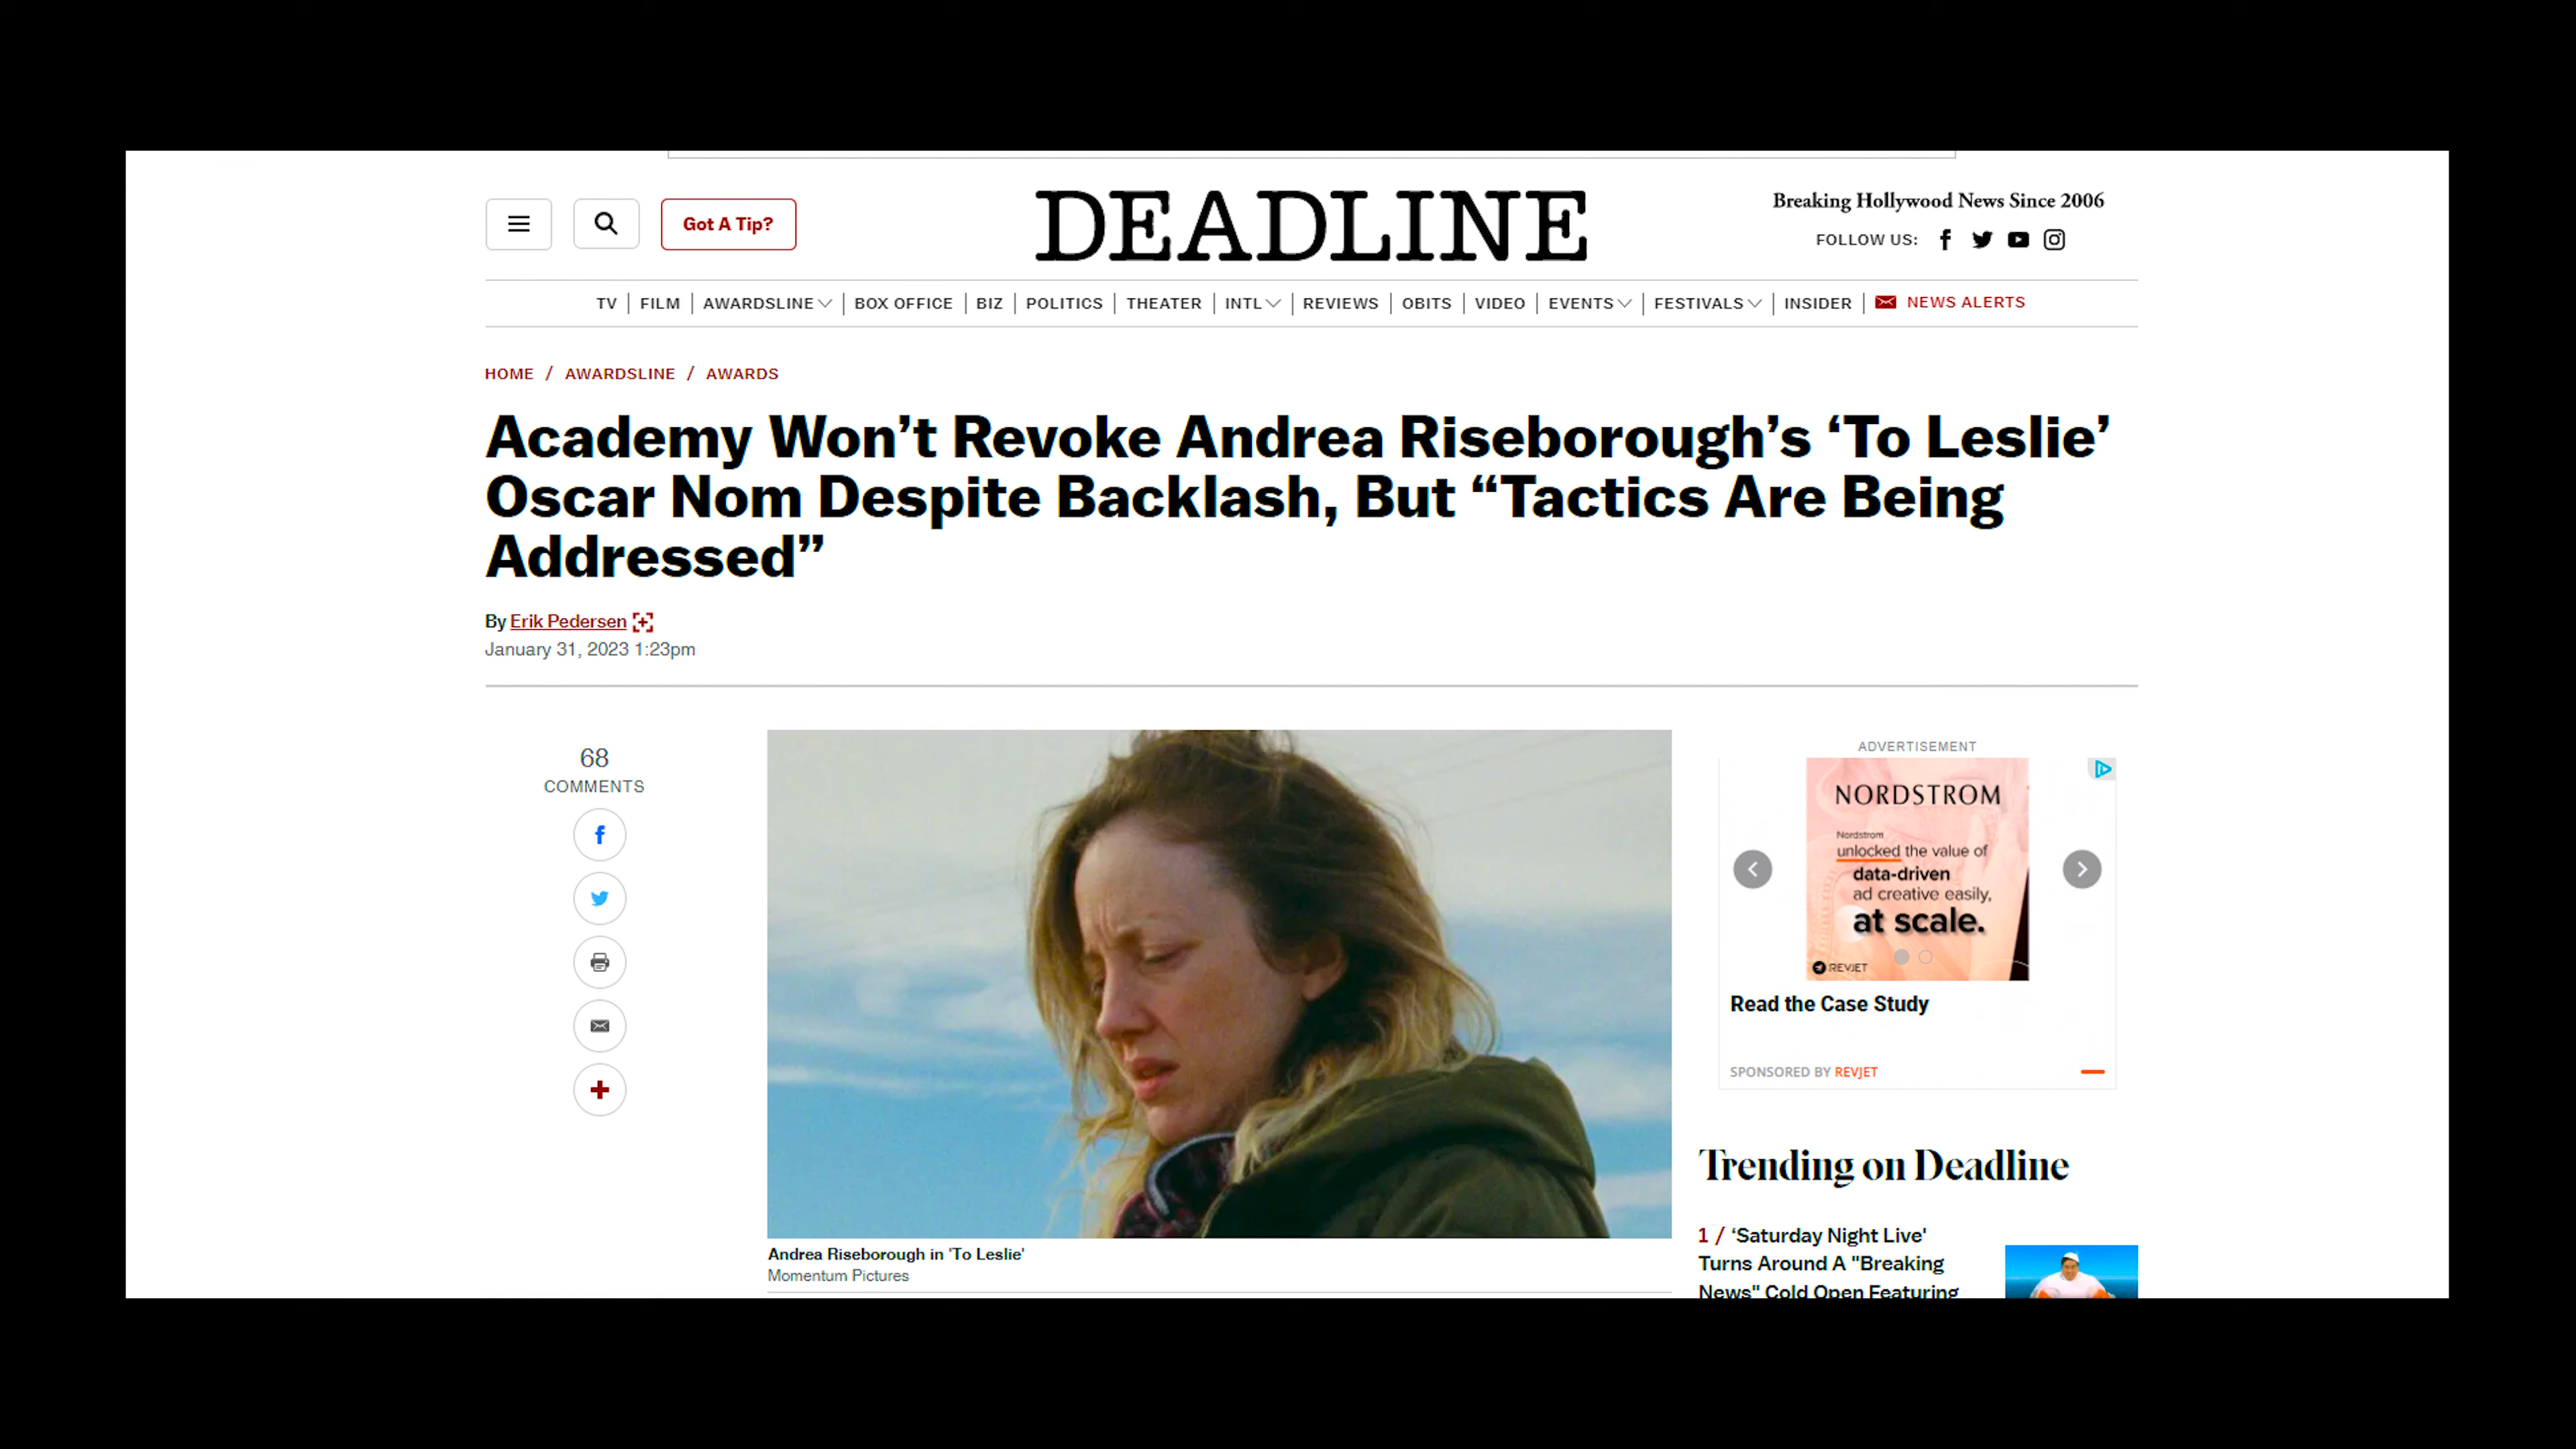 Got A Tip?
DEADLINE
Breaking Hollywood News Since 2006
FOLLOW US:
TV | FILM | AWARDSLINE | BOX OFFICE | BIZ | POLITICS | THEATER | INTL | REVIEWS | OBITS | VIDEO | EVENTS | FESTIVALS | INSIDER | NEWS ALERTS
HOME / AWARDSLINE / AWARDS
Academy Won’t Revoke Andrea Riseborough’s ‘To Leslie’
Oscar Nom Despite Backlash, But “Tactics Are Being
Addressed”
By Erik Pedersen
January 31, 2023 1:23pm
68
COMMENTS
Andrea Riseborough in 'To Leslie'
Momentum Pictures
ADVERTISEMENT
NORDSTROM
Nordstrom
unlocked the value of
data-driven
ad creative easily,
at scale.
REVJET
Read the Case Study
SPONSORED BY REVJET
Trending on Deadline
1 / ‘Saturday Night Live'
Turns Around A "Breaking
News" Cold Open Featuring